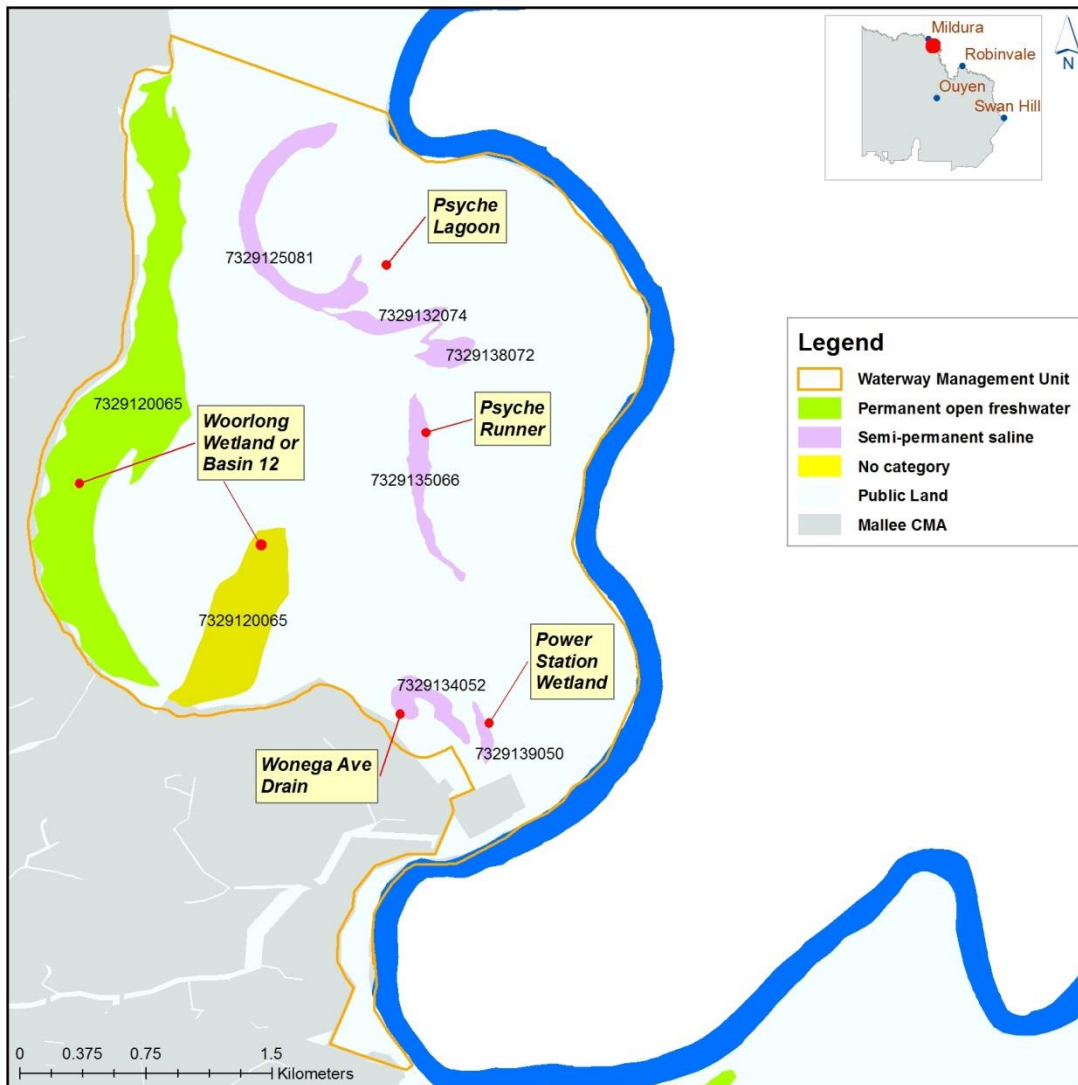 Mildura
Robinvale
Ouyen
Swan Hill
N
Psyche
Lagoon
7329125081
7329132074
7329138072
7329120065
Woorlong
Wetland or
Basin 12
Psyche
Runner
7329135066
7329120065
Power
Station
Wetland
7329134052
7329139050
Wonega Ave
Drain
Legend
Waterway Management Unit
Permanent open freshwater
Semi-permanent saline
No category
Public Land
Mallee CMA
0 0.375 0.75 1.5
Kilometers